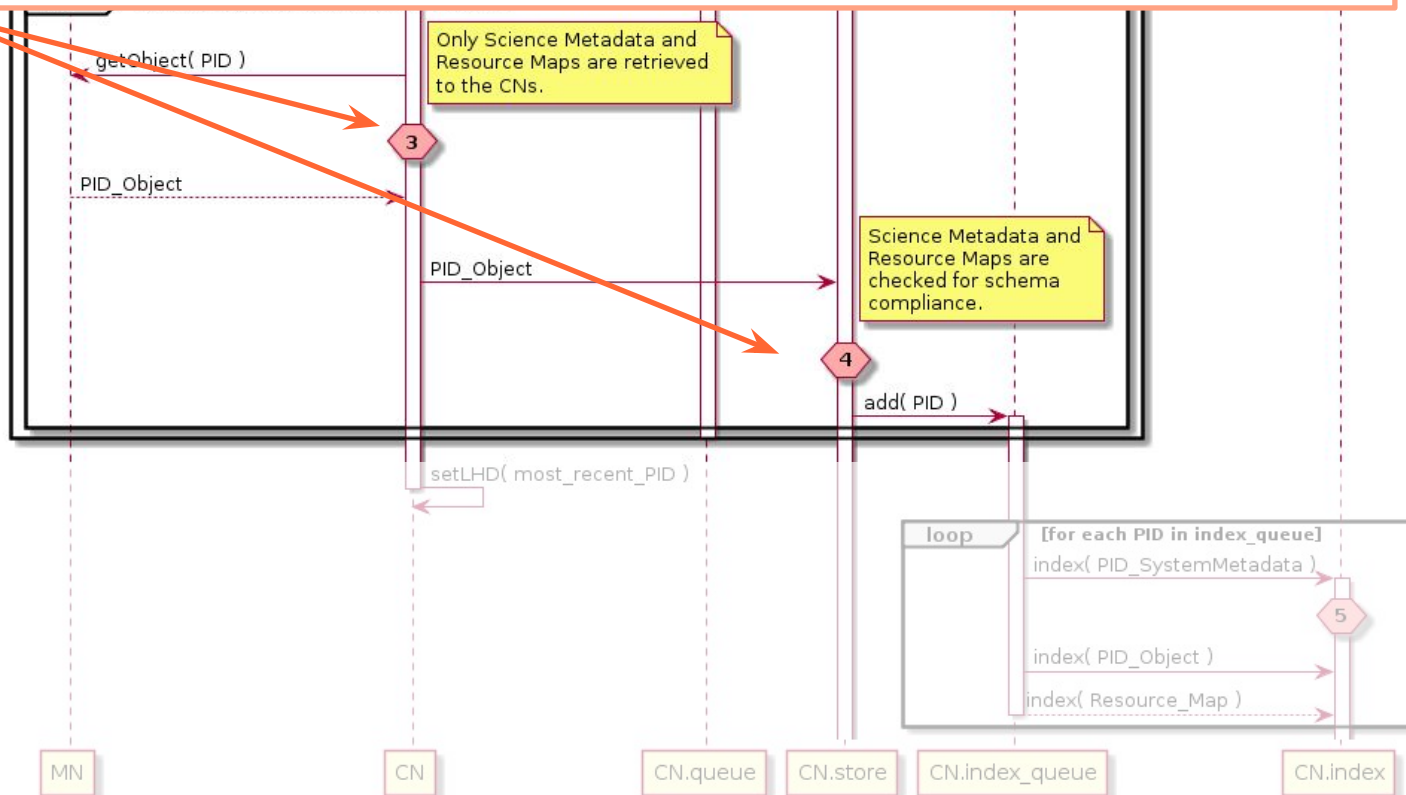 Only Science Metadata and
Resource Maps are retrieved
to the CNs.
getObject( PID )
3
PID_Object
Science Metadata and
Resource Maps are
checked for schema
compliance.
PID_Object
4
add( PID )
setLHD( most_recent_PID )
loop [for each PID in index_queue]
index( PID_SystemMetadata )
5
index( PID_Object )
index( Resource_Map )
MN CN CN.queue CN.store CN.index_queue CN.index